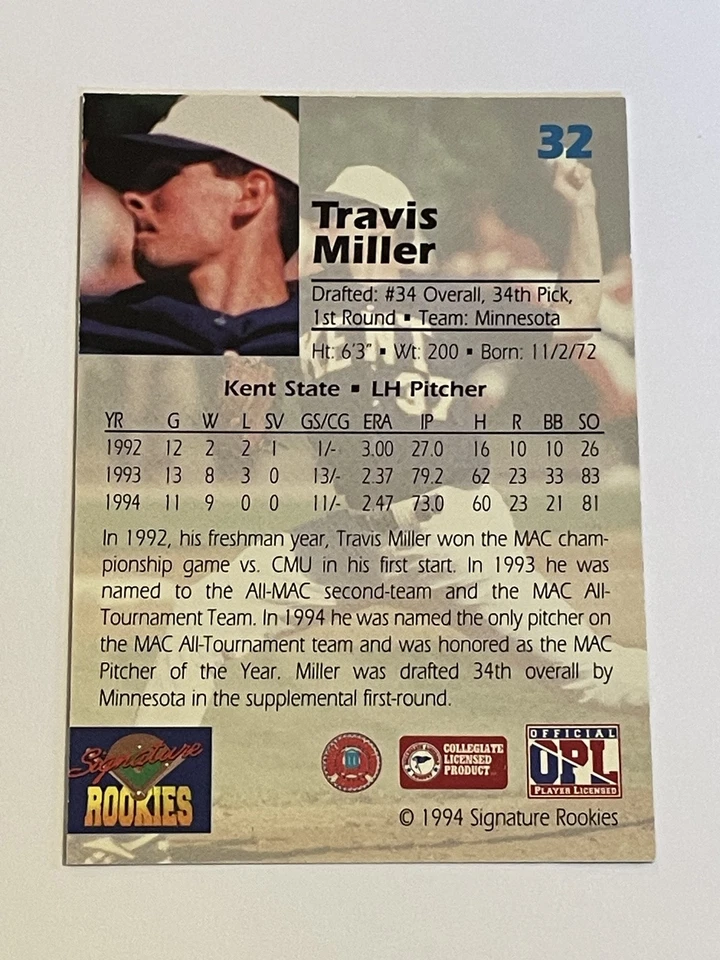 32
Travis
Miller
Drafted: #34 Overall, 34th Pick,
1st Round ▪ Team: Minnesota
Ht: 6'3" ▪ Wt: 200 ▪ Born: 11/2/72
Kent State ▪ LH Pitcher
YR G W L SV GS/CG ERA IP H R BB SO
1992 12 2 2 1 1/- 3.00 27.0 16 10 10 26
1993 13 8 3 0 13/- 2.37 79.2 62 23 33 83
1994 11 9 0 0 11/- 2.47 73.0 60 23 21 81
In 1992, his freshman year, Travis Miller won the MAC cham-
pionship game vs. CMU in his first start. In 1993 he was
named to the All-MAC second-team and the MAC All-
Tournament Team. In 1994 he was named the only pitcher on
the MAC All-Tournament team and was honored as the MAC
Pitcher of the Year. Miller was drafted 34th overall by
Minnesota in the supplemental first-round.
Signature
ROOKIES
COLLEGIATE
LICENSED
PRODUCT
OFFICIAL
OPL
PLAYER LICENSED
© 1994 Signature Rookies